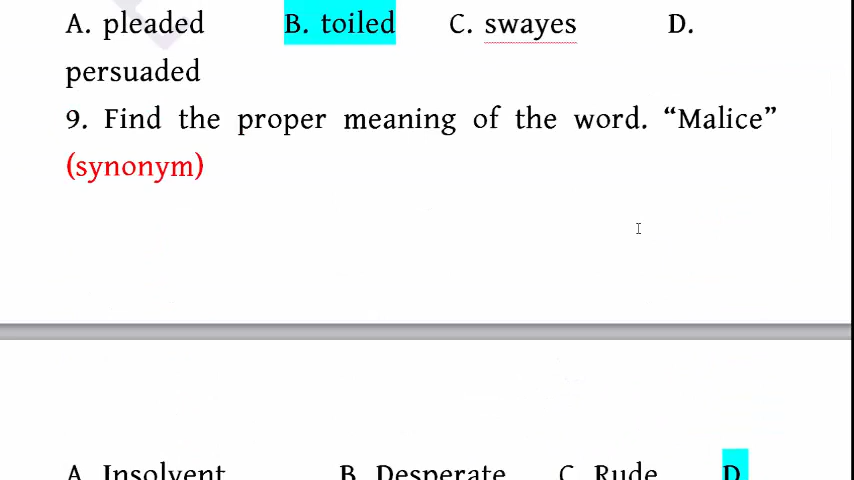 A. pleaded B. toiled C. swayes D.
persuaded
9. Find the proper meaning of the word. “Malice”
(synonym)
A. Insolvent B. Desperate C. Rude D.